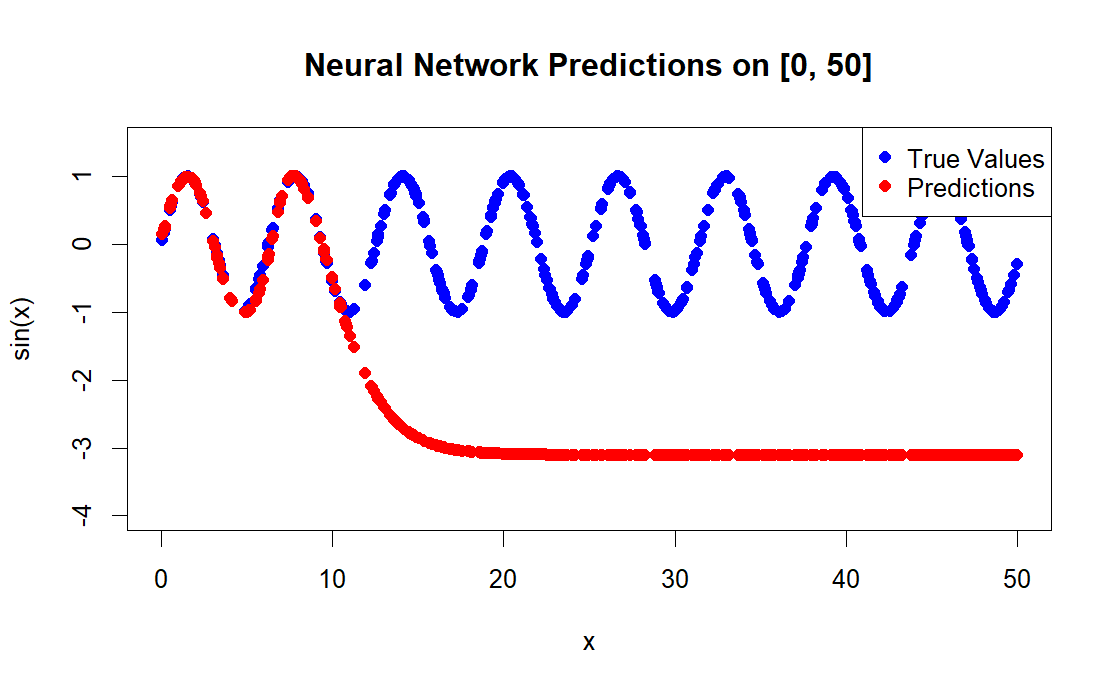 Neural Network Predictions on [0, 50]
True Values
Predictions
sin(x)
1
0
-1
-2
-3
-4
0 10 20 30 40 50
x